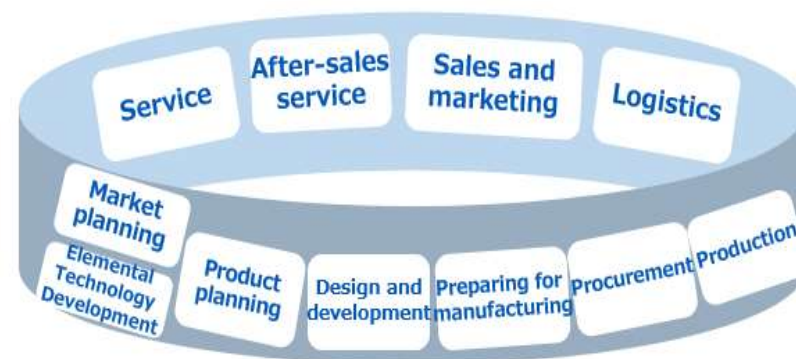 Service
After-sales
service
Sales and
marketing
Logistics
Market
planning
Elemental
Technology
Development
Product
planning
Design and
development
Preparing for
manufacturing
Procurement
Production